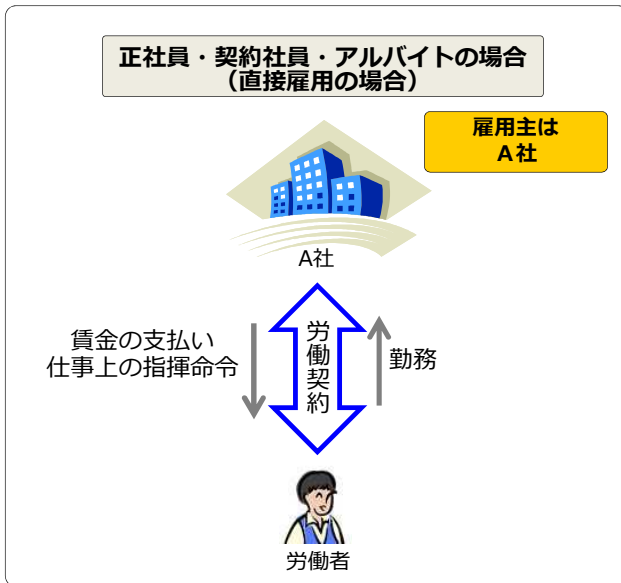 正社員・契約社員・アルバイトの場合
（直接雇用の場合）
雇用主は
A社
A社
賃金の支払い
仕事上の指揮命令
労働契約
勤務
労働者